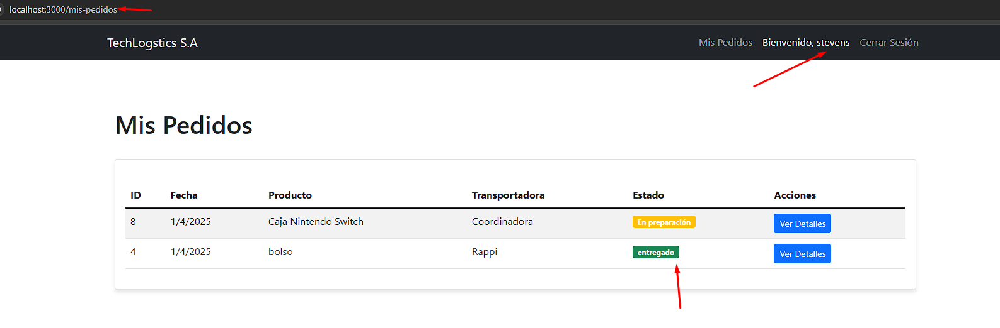 localhost:3000/mis-pedidos
TechLogstics S.A Mis Pedidos Bienvenido, stevens Cerrar Sesión
Mis Pedidos
ID Fecha Producto Transportadora Estado Acciones
8 1/4/2025 Caja Nintendo Switch Coordinadora En preparación Ver Detalles
4 1/4/2025 bolso Rappi entregado Ver Detalles